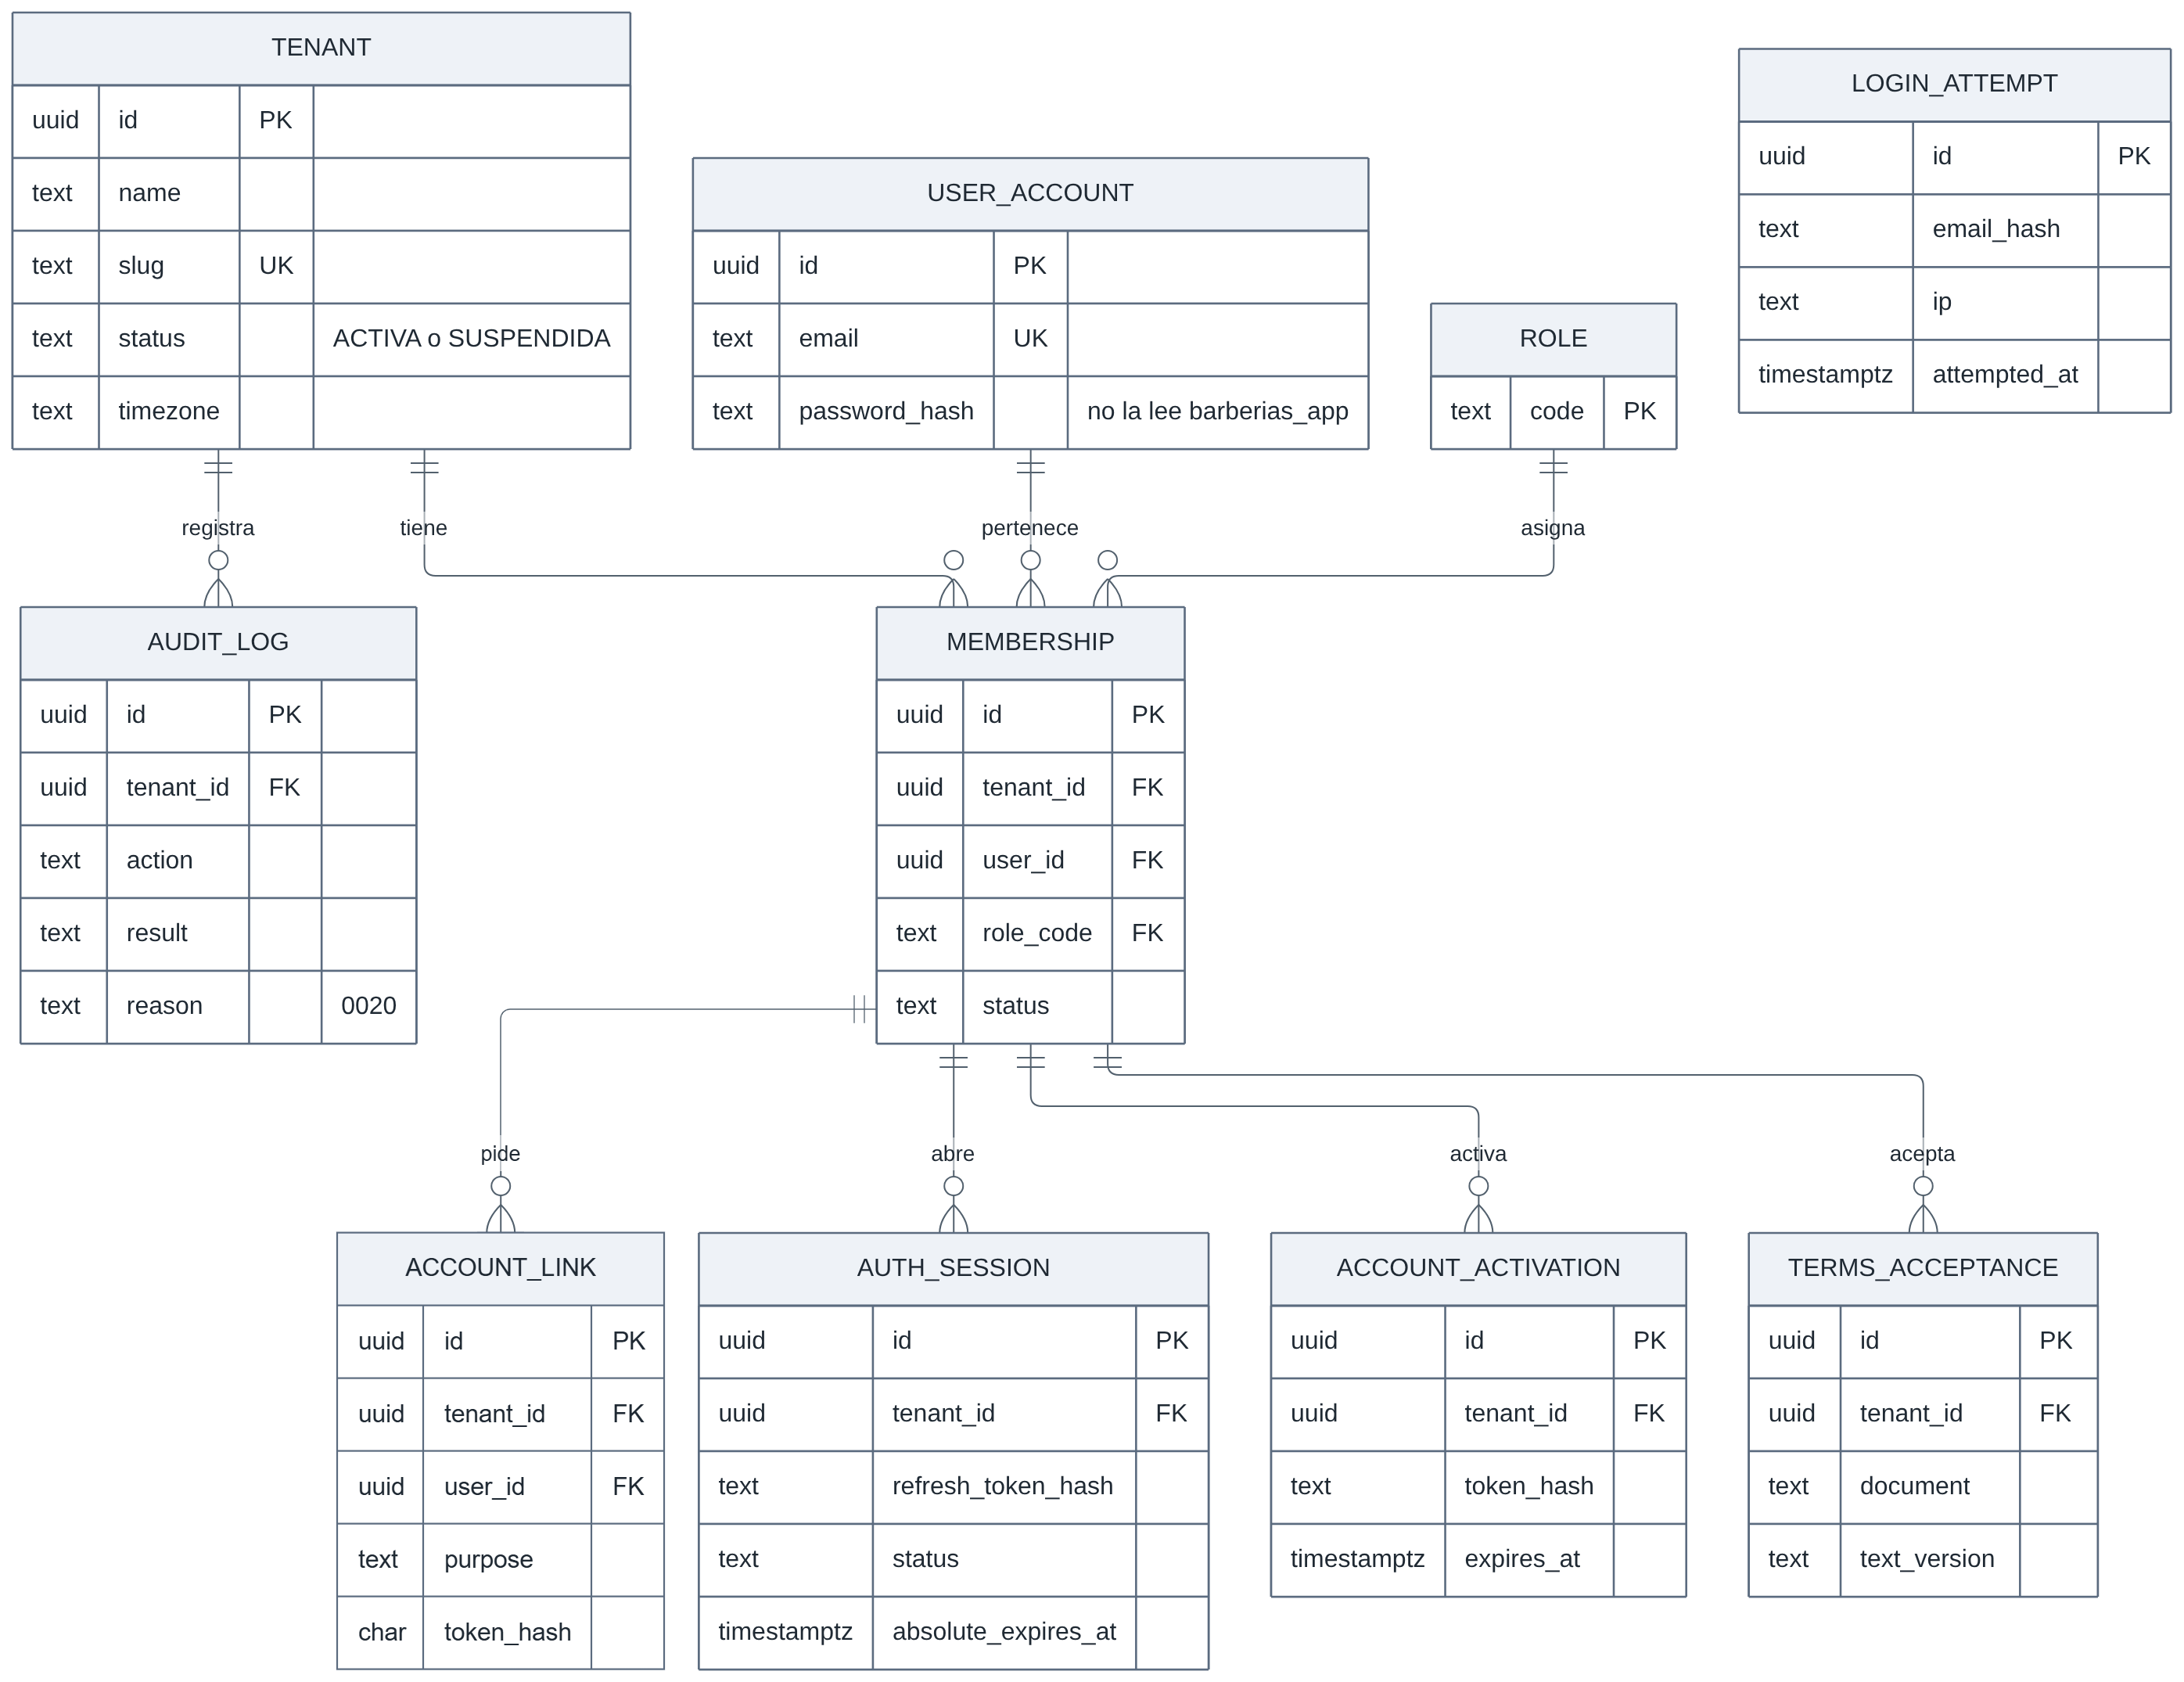 TENANT
uuid id PK
text name
text slug UK
text status ACTIVA o SUSPENDIDA
text timezone
USER_ACCOUNT
uuid id PK
text email UK
text password_hash no la lee barberias_app
ROLE
text code PK
LOGIN_ATTEMPT
uuid id PK
text email_hash
text ip
timestamptz attempted_at
registra
tiene
pertenece
asigna
AUDIT_LOG
uuid id PK
uuid tenant_id FK
text action
text result
text reason 0020
MEMBERSHIP
uuid id PK
uuid tenant_id FK
uuid user_id FK
text role_code FK
text status
pide
abre
activa
acepta
ACCOUNT_LINK
uuid id PK
uuid tenant_id FK
uuid user_id FK
text purpose
char token_hash
AUTH_SESSION
uuid id PK
uuid tenant_id FK
text refresh_token_hash
text status
timestamptz absolute_expires_at
ACCOUNT_ACTIVATION
uuid id PK
uuid tenant_id FK
text token_hash
timestamptz expires_at
TERMS_ACCEPTANCE
uuid id PK
uuid tenant_id FK
text document
text text_version